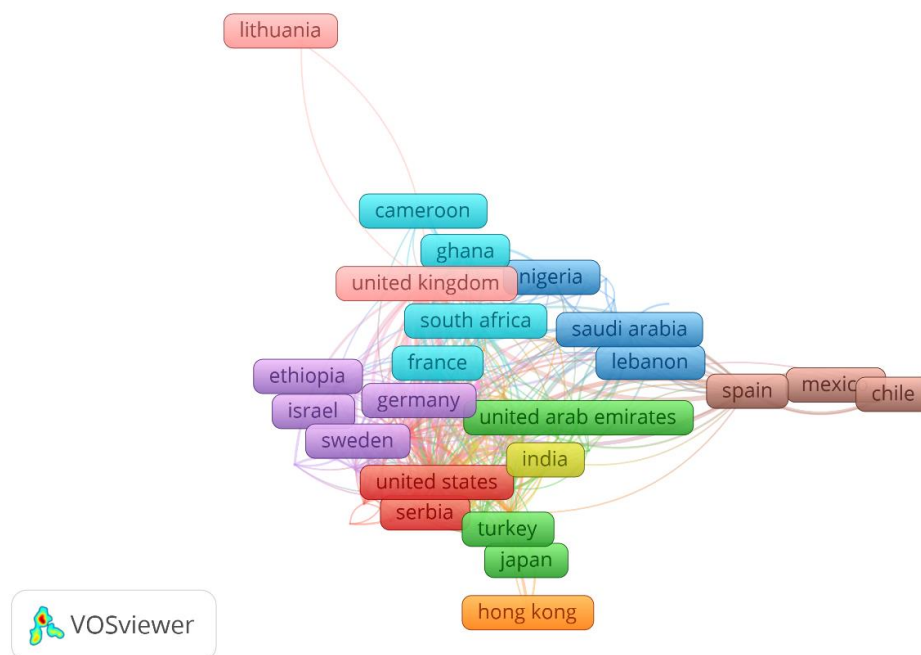 lithuania
cameroon
ghana
nigeria
united kingdom
south africa
saudi arabia
lebanon
france
ethiopia
spain
mexic
chile
germany
israel
united arab emirates
sweden
india
united states
serbia
turkey
japan
hong kong
VOSviewer